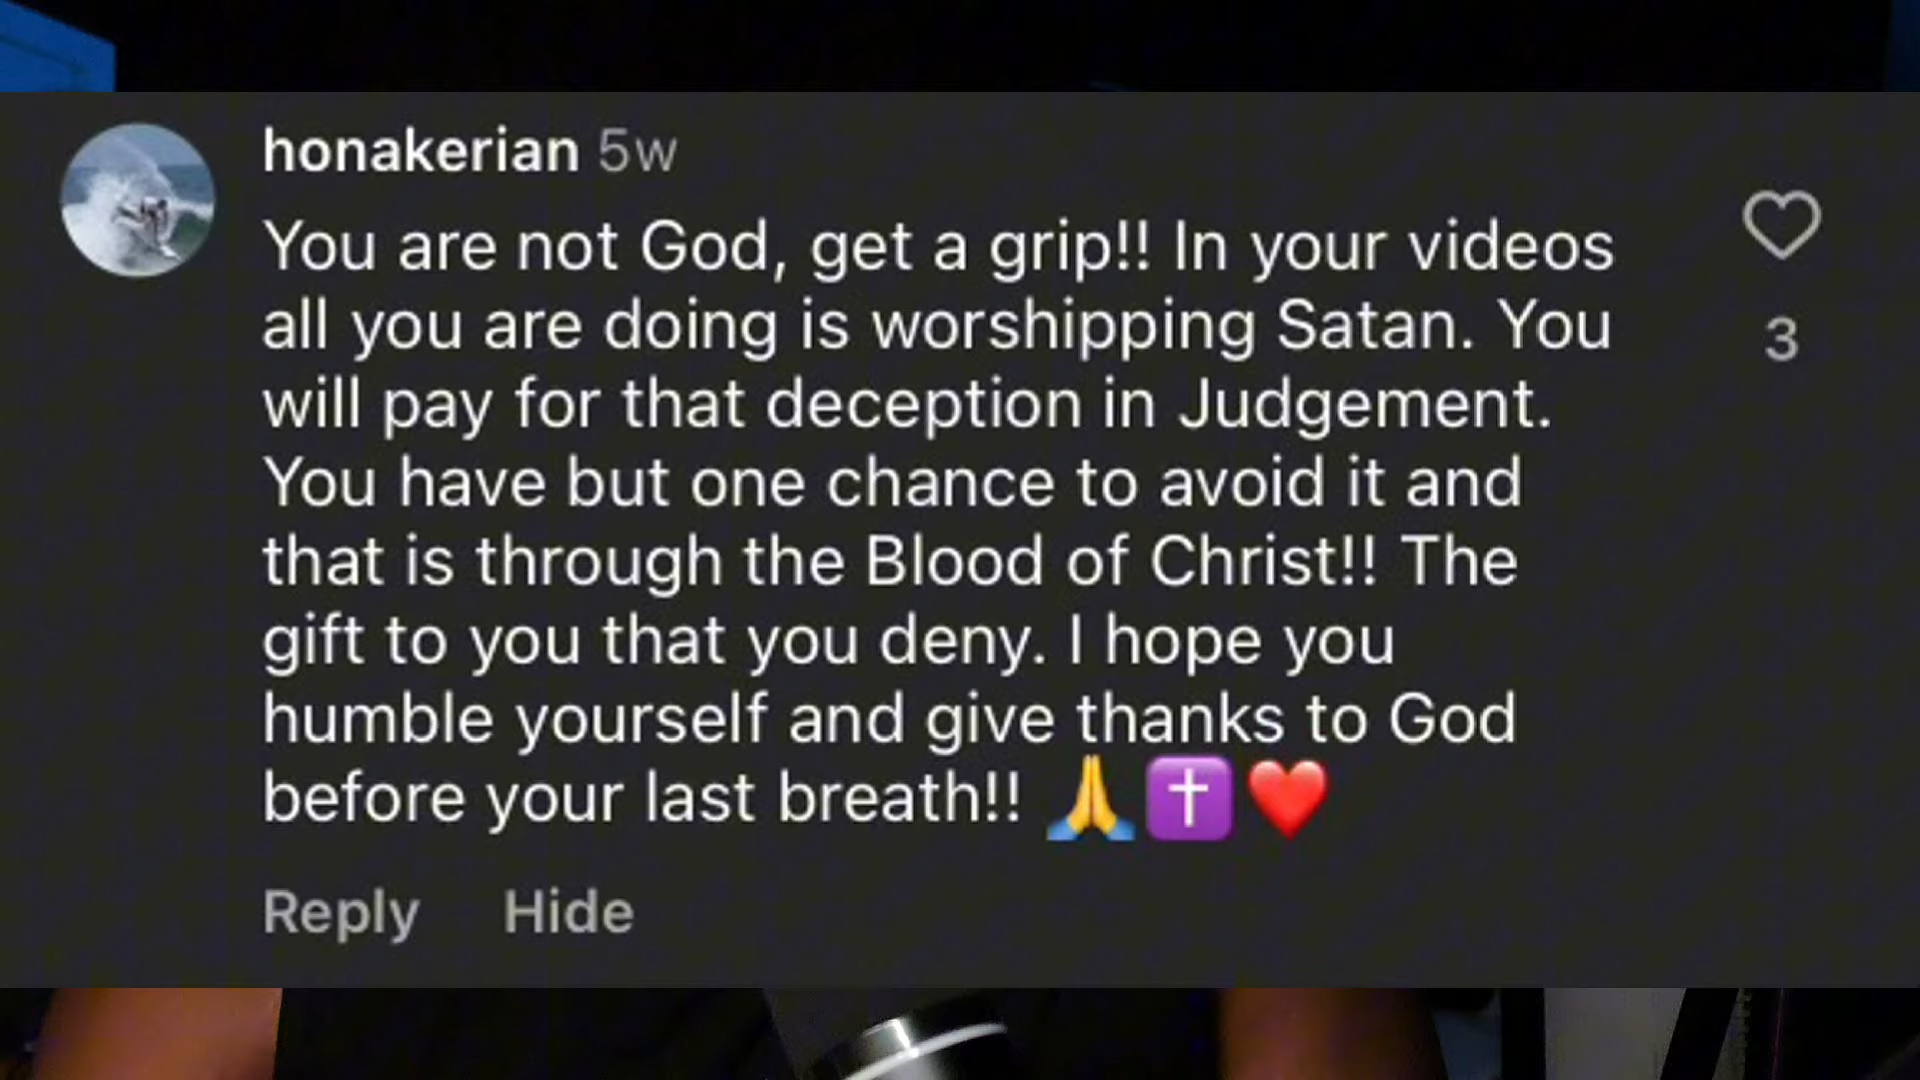 honakerian 5w
You are not God, get a grip!! In your videos
all you are doing is worshipping Satan. You
will pay for that deception in Judgement.
You have but one chance to avoid it and
that is through the Blood of Christ!! The
gift to you that you deny. I hope you
humble yourself and give thanks to God
before your last breath!! 🙏✝️❤️
3
Reply Hide